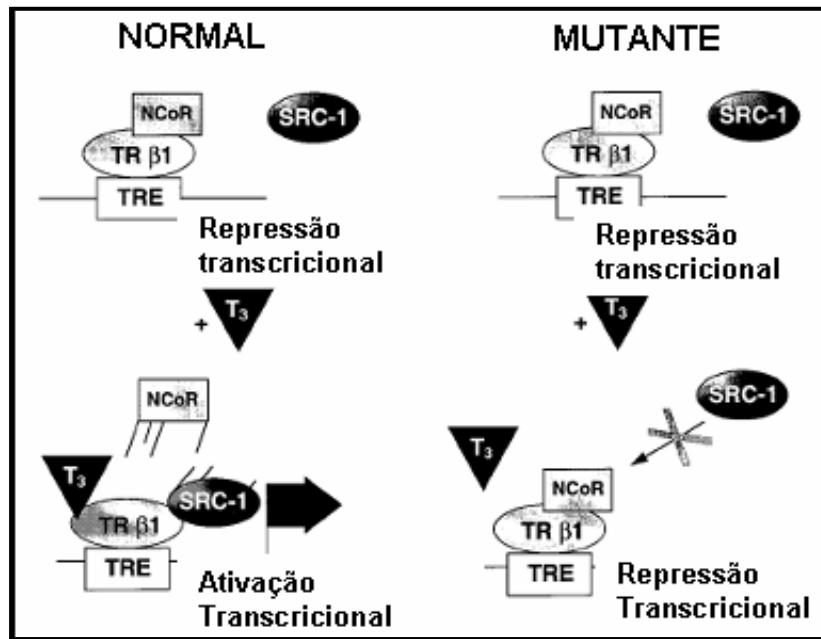 NORMAL
NCoR
SRC-1
TR β1
TRE
Repressão
transcricional
+ T₃
NCoR
T₃
SRC-1
TR β1
TRE
Ativação
Transcricional
MUTANTE
NCoR
SRC-1
TR β1
TRE
Repressão
transcricional
+ T₃
SRC-1
T₃
NCoR
TR β1
TRE
Repressão
Transcricional